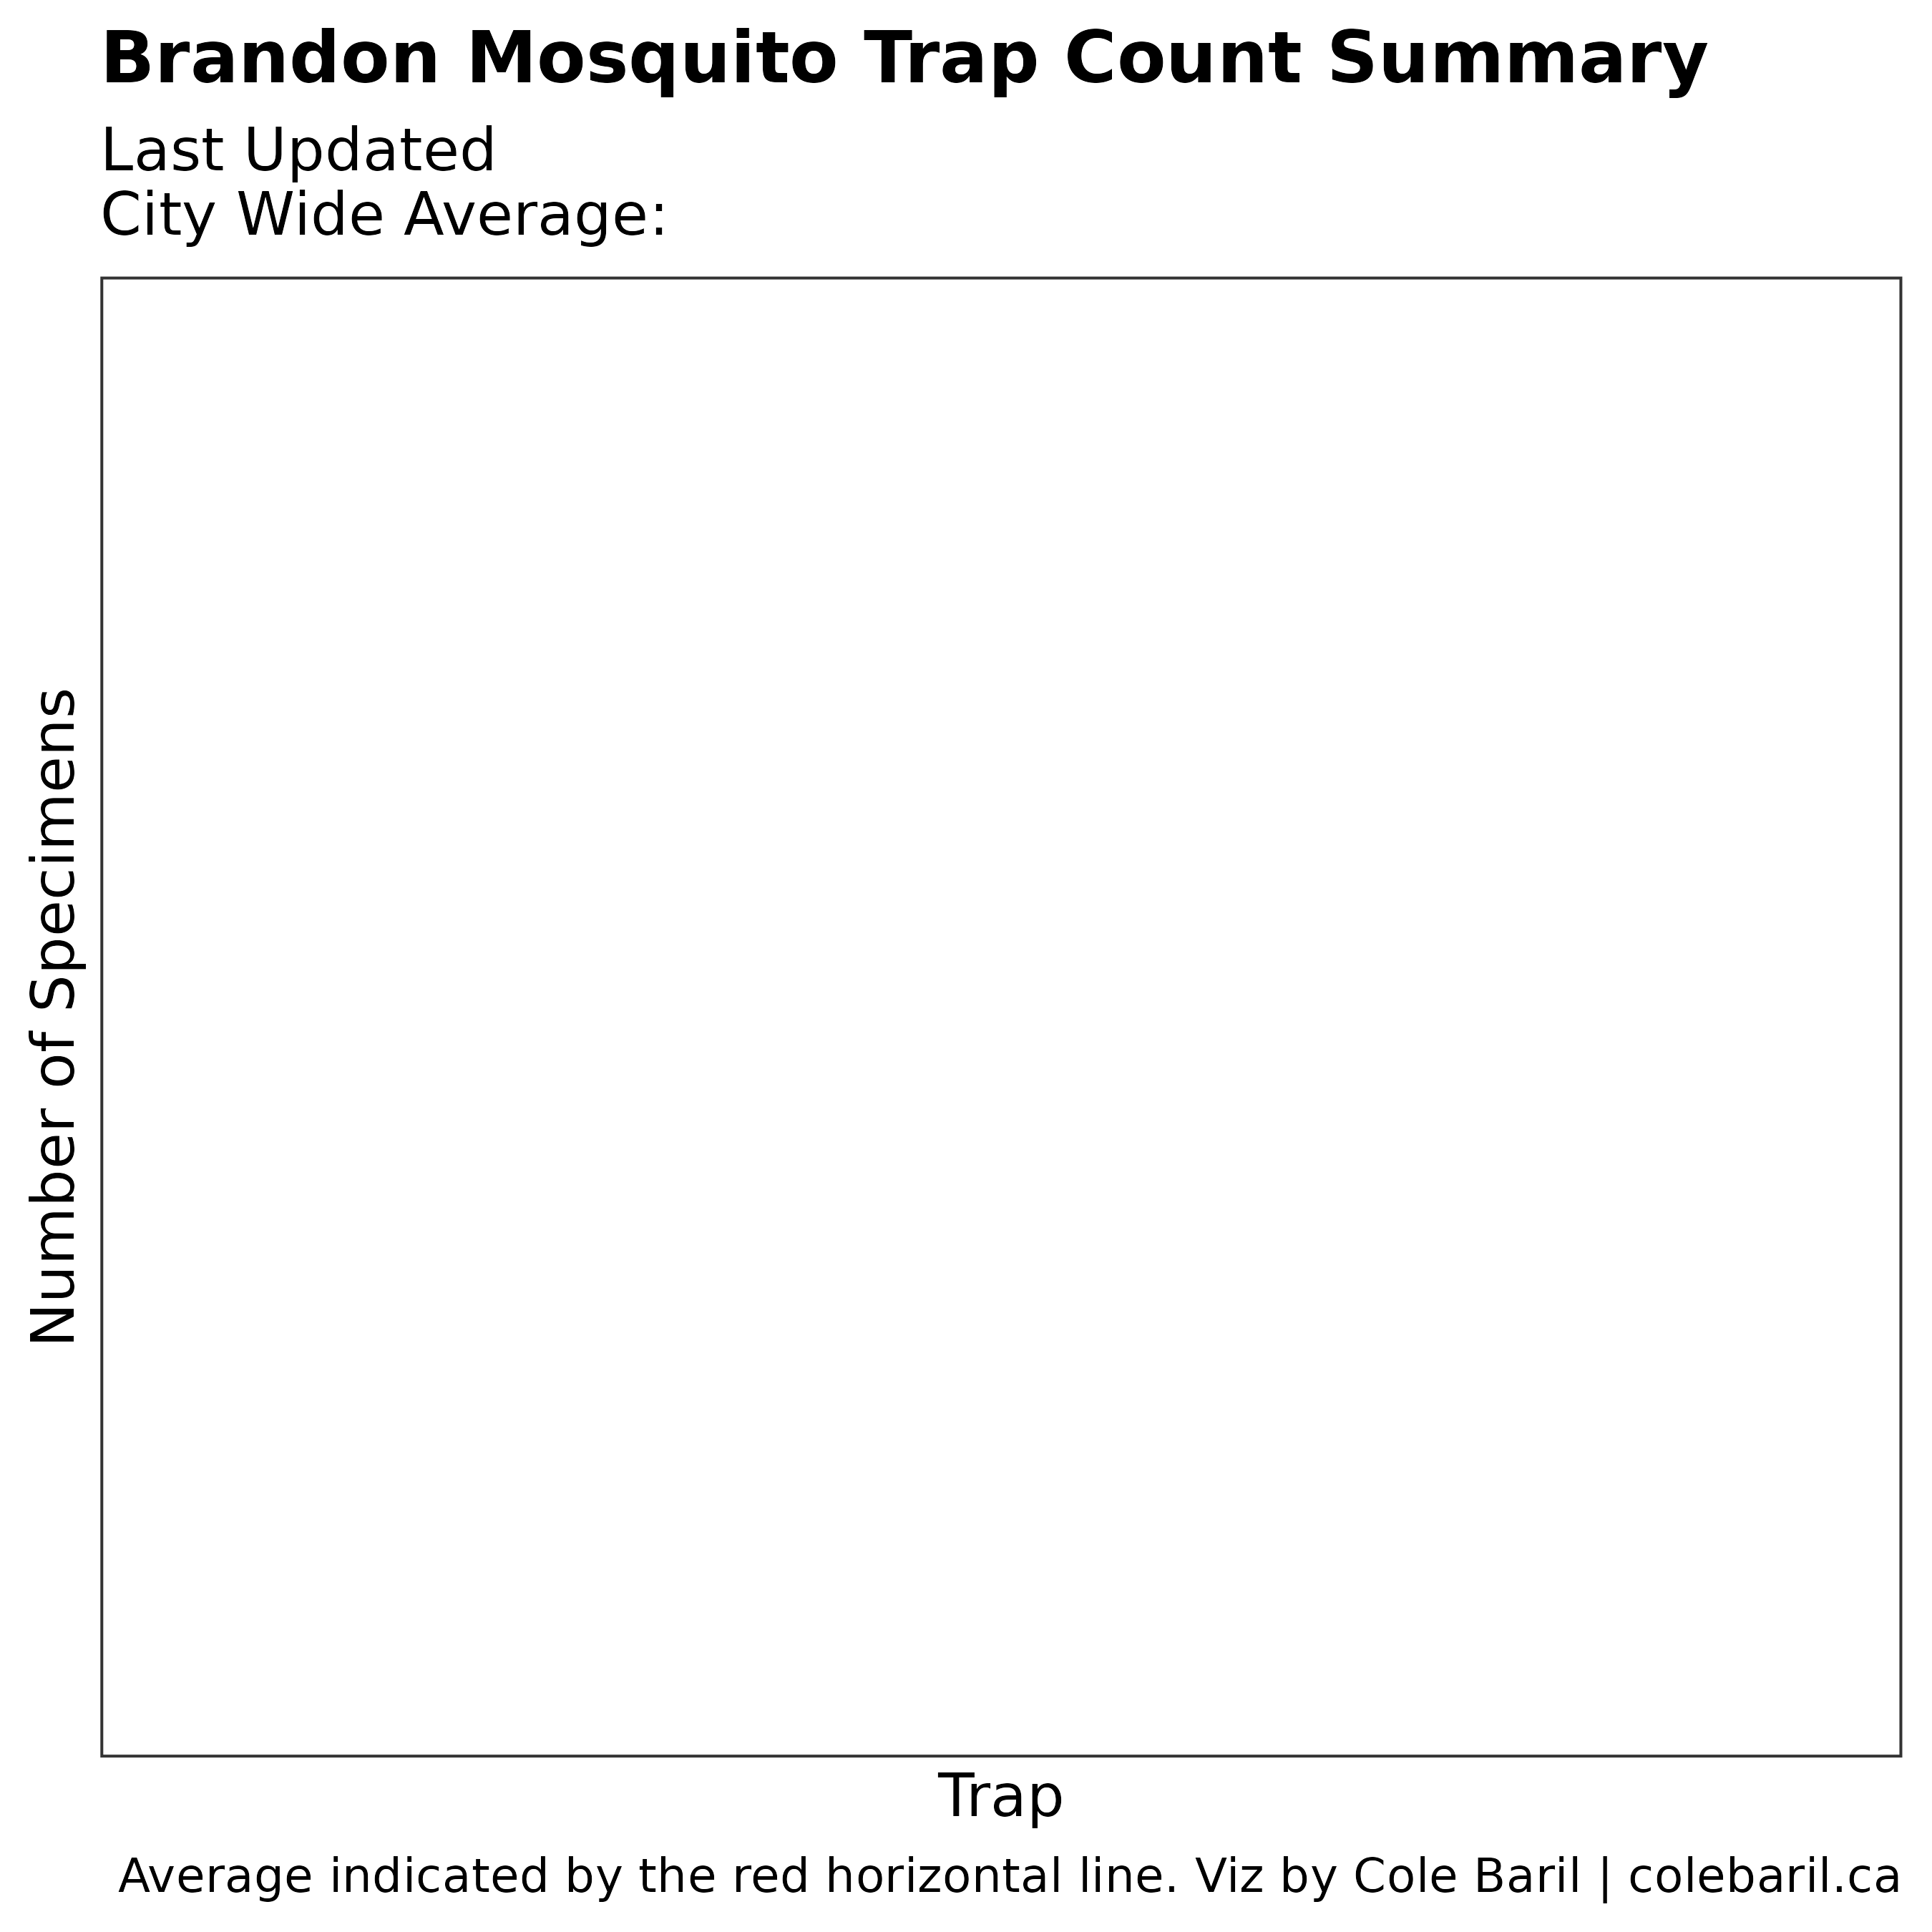 Brandon Mosquito Trap Count Summary
Last Updated
City Wide Average:
Number of Specimens
Trap
Average indicated by the red horizontal line. Viz by Cole Baril | colebaril.ca